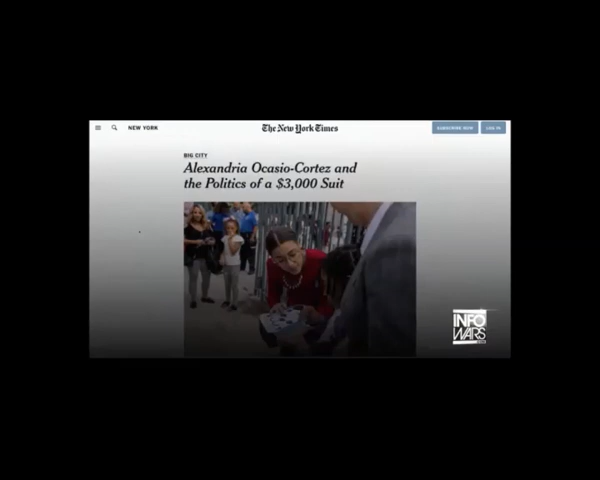 NEW YORK
The New York Times
SUBSCRIBE NOW
LOG IN
BIG CITY
Alexandria Ocasio-Cortez and
the Politics of a $3,000 Suit
INFO
WARS
.COM